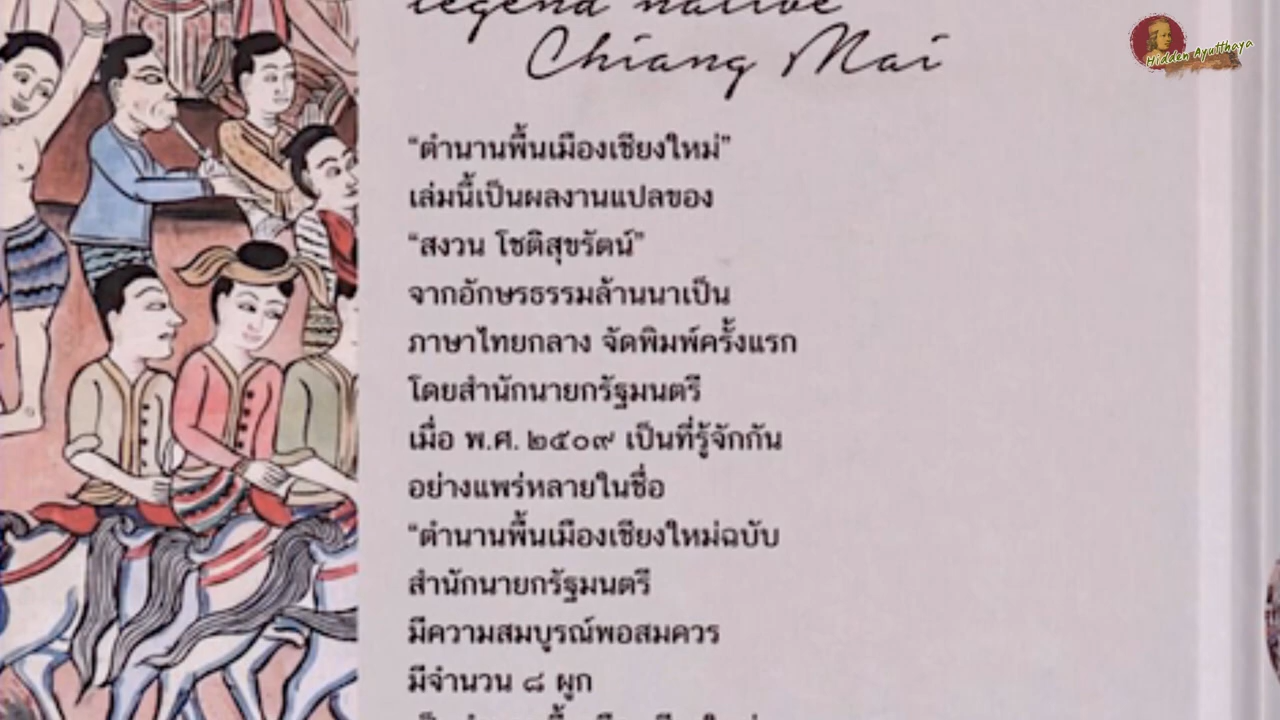 legend native
Chiang Mai
Hidden Ayutthaya
“ตำนานพื้นเมืองเชียงใหม่”
เล่มนี้เป็นผลงานแปลของ
“สงวน โชติสุขรัตน์”
จากอักษรธรรมล้านนาเป็น
ภาษาไทยกลาง จัดพิมพ์ครั้งแรก
โดยสำนักนายกรัฐมนตรี
เมื่อ พ.ศ. ๒๕๐๙ เป็นที่รู้จักกัน
อย่างแพร่หลายในชื่อ
“ตำนานพื้นเมืองเชียงใหม่ฉบับ
สำนักนายกรัฐมนตรี
มีความสมบูรณ์พอสมควร
มีจำนวน ๘ ผูก